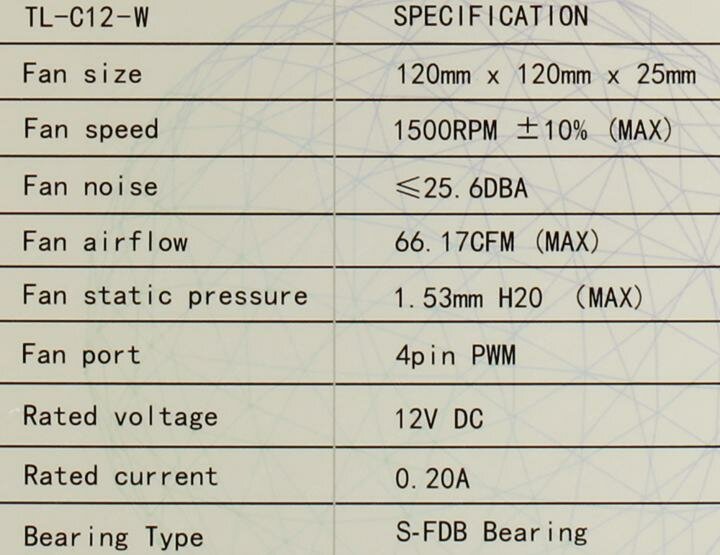 TL-C12-W SPECIFICATION
Fan size 120mm x 120mm x 25mm
Fan speed 1500RPM ±10% (MAX)
Fan noise ≤25.6DBA
Fan airflow 66.17CFM (MAX)
Fan static pressure 1.53mm H2O (MAX)
Fan port 4pin PWM
Rated voltage 12V DC
Rated current 0.20A
Bearing Type S-FDB Bearing